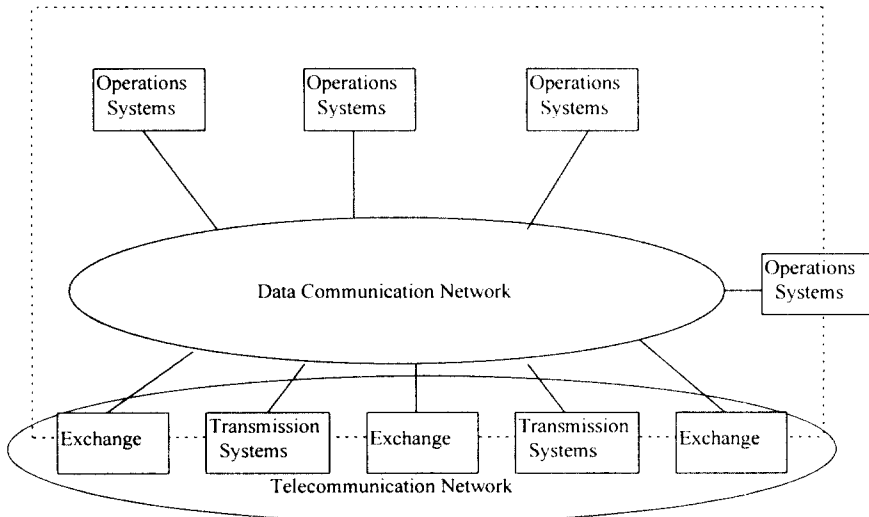 Operations
Systems
Operations
Systems
Operations
Systems
Operations
Systems
Data Communication Network
Exchange
Transmission
Systems
Exchange
Transmission
Systems
Exchange
Telecommunication Network